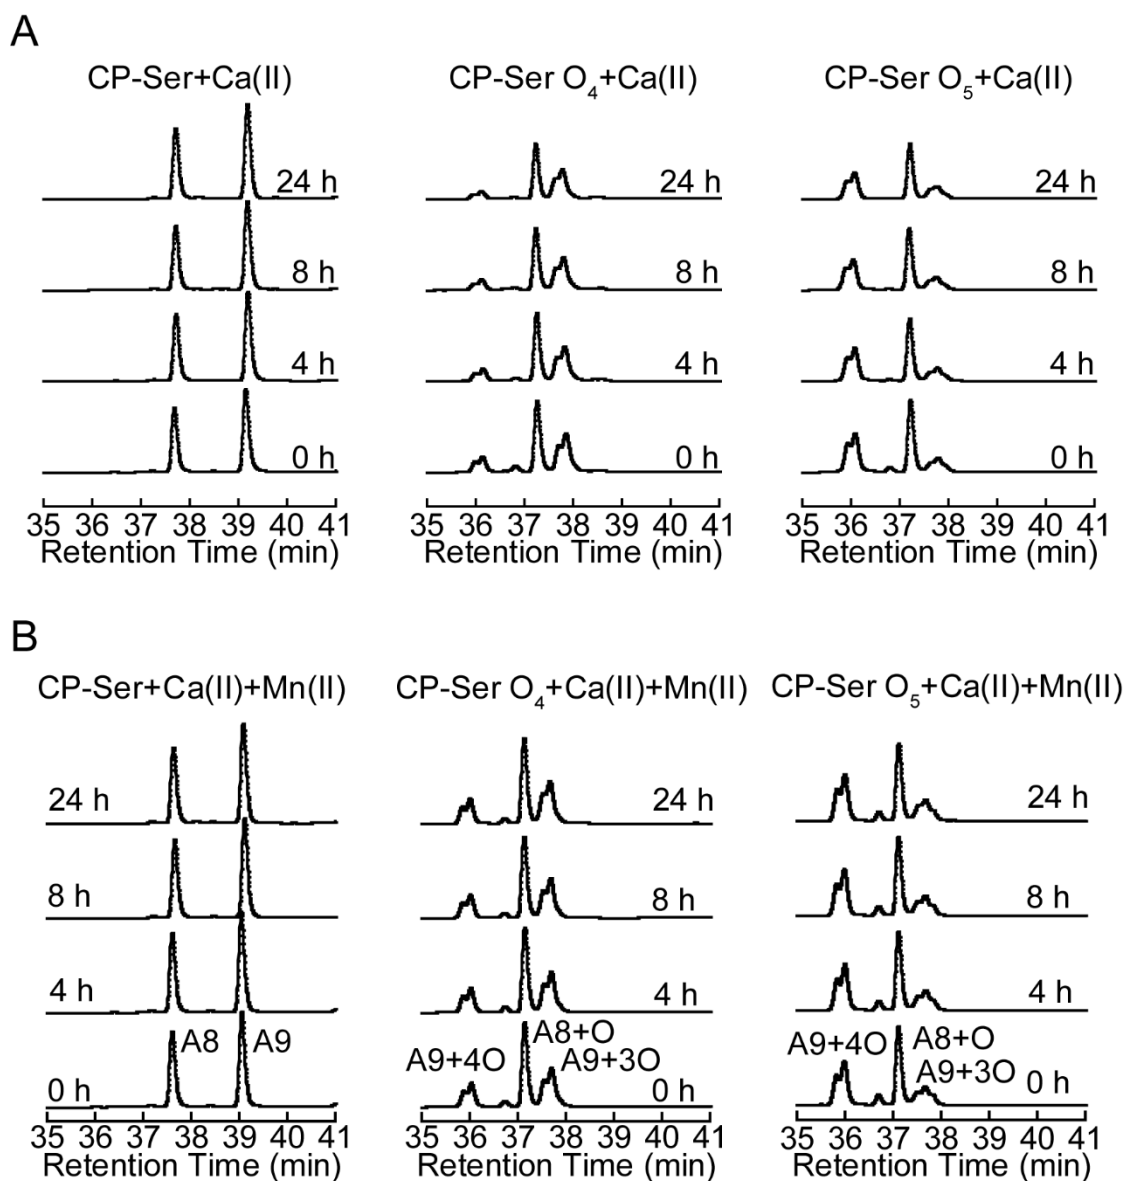 A
CP-Ser+Ca(II) CP-Ser O₄+Ca(II) CP-Ser O₅+Ca(II)
24 h 24 h 24 h
8 h 8 h 8 h
4 h 4 h 4 h
0 h 0 h 0 h
35 36 37 38 39 40 41 35 36 37 38 39 40 41 35 36 37 38 39 40 41
Retention Time (min) Retention Time (min) Retention Time (min)
B
CP-Ser+Ca(II)+Mn(II) CP-Ser O₄+Ca(II)+Mn(II) CP-Ser O₅+Ca(II)+Mn(II)
24 h 24 h 24 h
8 h 8 h 8 h
4 h 4 h 4 h
A8 A9 A8+O A8+O
A9+4O A9+3O A9+4O A9+3O
0 h 0 h 0 h
35 36 37 38 39 40 41 35 36 37 38 39 40 41 35 36 37 38 39 40 41
Retention Time (min) Retention Time (min) Retention Time (min)